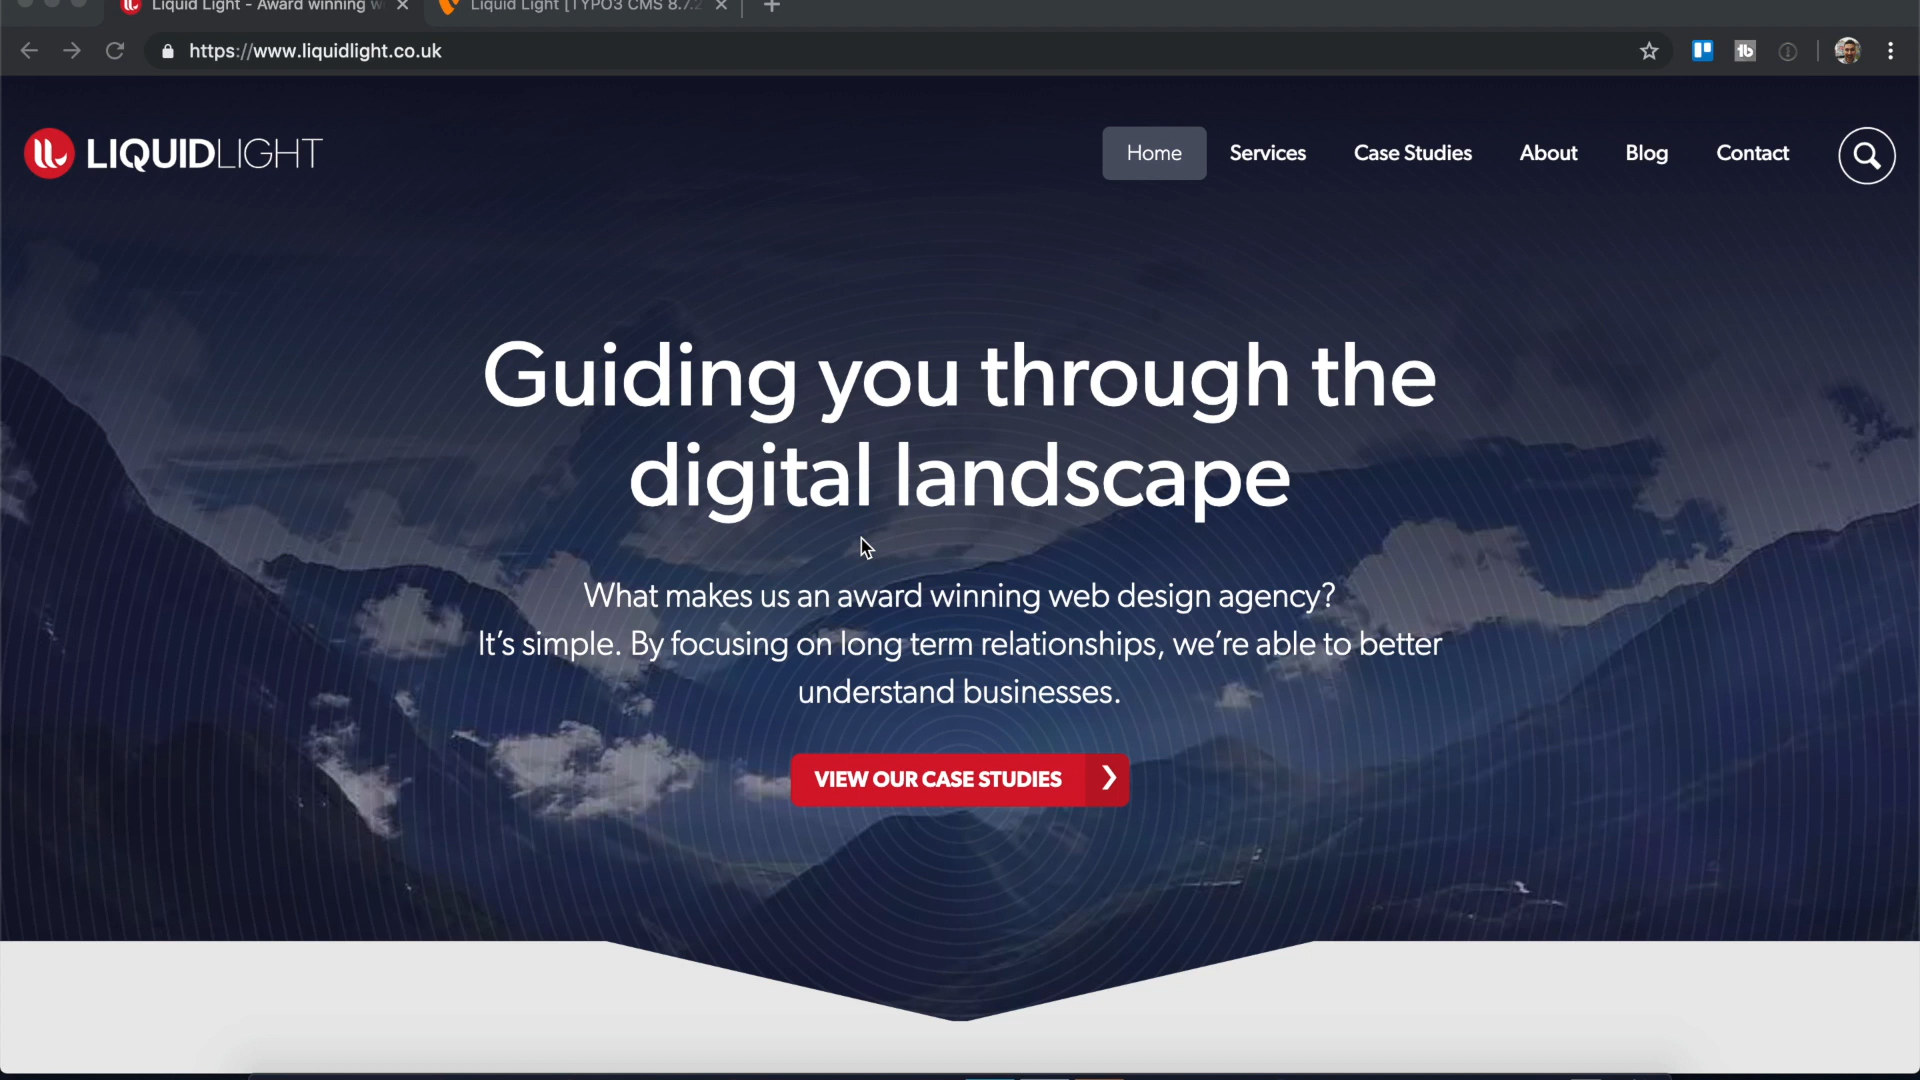 Liquid Light - Award winning w
Liquid Light [TYPO3 CMS 8.7.2
https://www.liquidlight.co.uk
LIQUIDLIGHT
Home
Services
Case Studies
About
Blog
Contact
Guiding you through the
digital landscape
What makes us an award winning web design agency?
It's simple. By focusing on long term relationships, we're able to better
understand businesses.
VIEW OUR CASE STUDIES